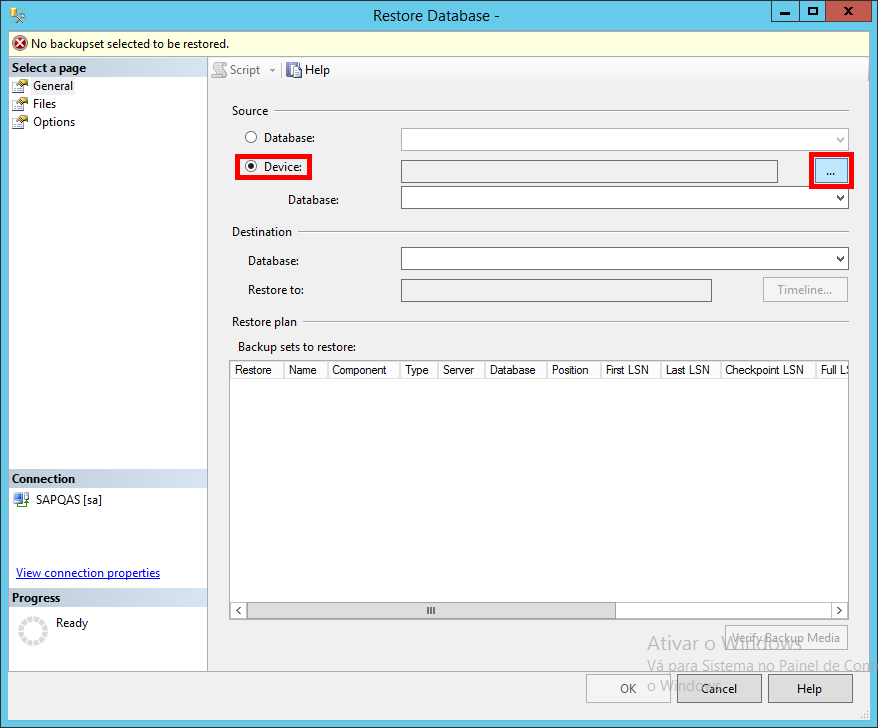 Restore Database -
No backupset selected to be restored.
Select a page
General
Files
Options
Script
Help
Source
Database:
Device:
...
Database:
Destination
Database:
Restore to:
Timeline...
Restore plan
Backup sets to restore:
Restore Name Component Type Server Database Position First LSN Last LSN Checkpoint LSN Full LS
Connection
SAPQAS [sa]
View connection properties
Progress
Ready
Verify Backup Media
Ativar o Windows
Vá para Sistema no Painel de Con
o Windows
OK
Cancel
Help